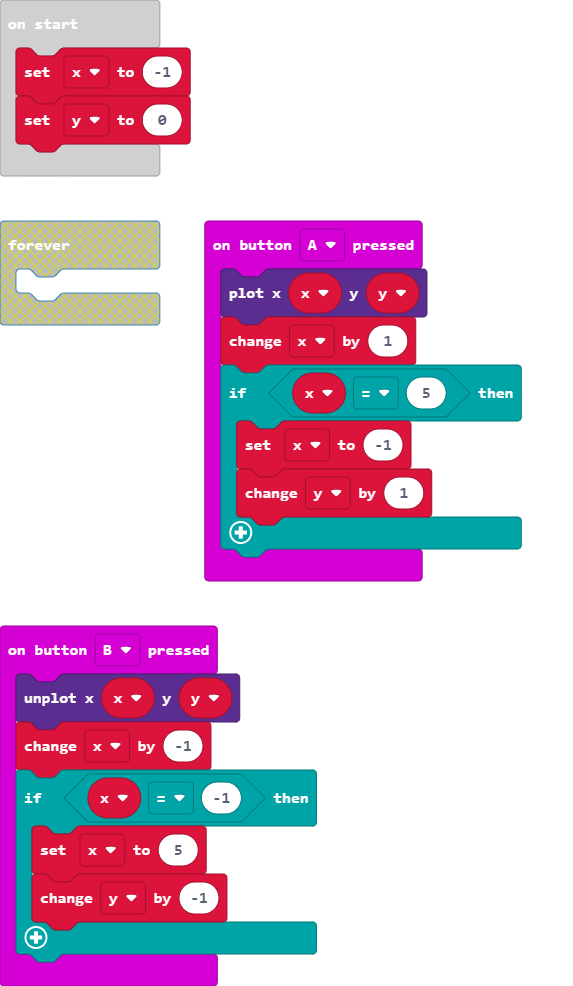 on start
set x to -1
set y to 0
forever
on button A pressed
plot x x y y
change x by 1
if x = 5 then
set x to -1
change y by 1
on button B pressed
unplot x x y y
change x by -1
if x = -1 then
set x to 5
change y by -1